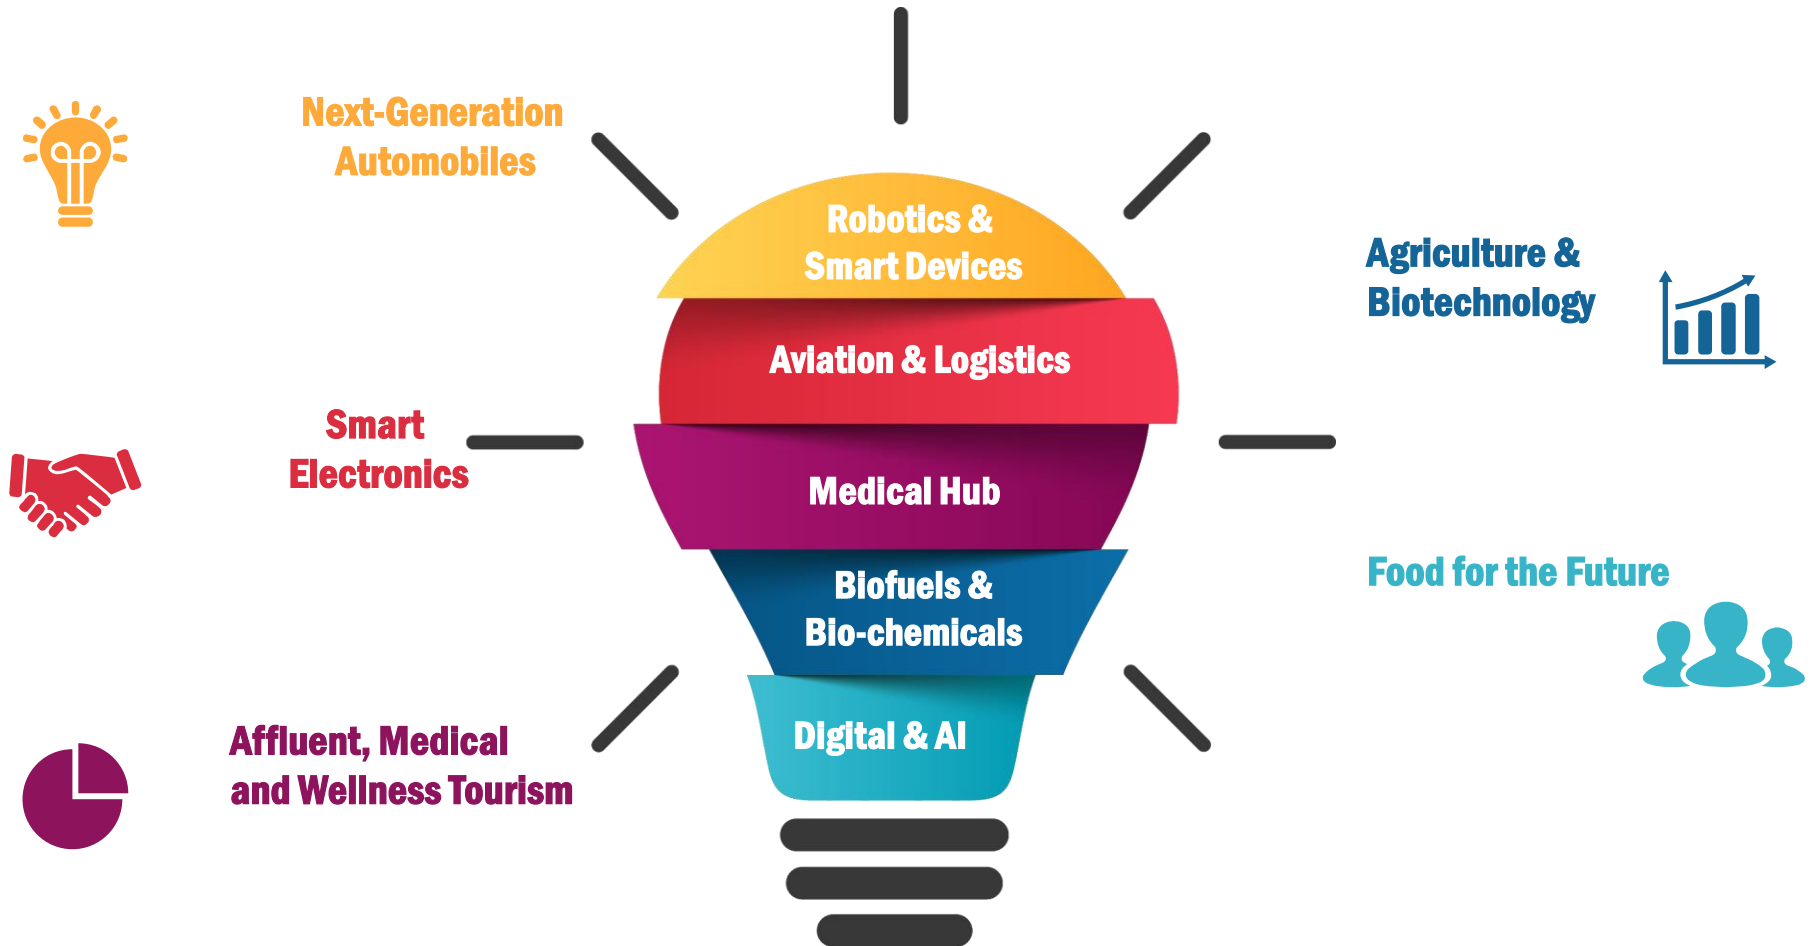 Next-Generation
Automobiles
Smart
Electronics
Affluent, Medical
and Wellness Tourism
Robotics &
Smart Devices
Aviation & Logistics
Medical Hub
Biofuels &
Bio-chemicals
Digital & AI
Agriculture &
Biotechnology
Food for the Future